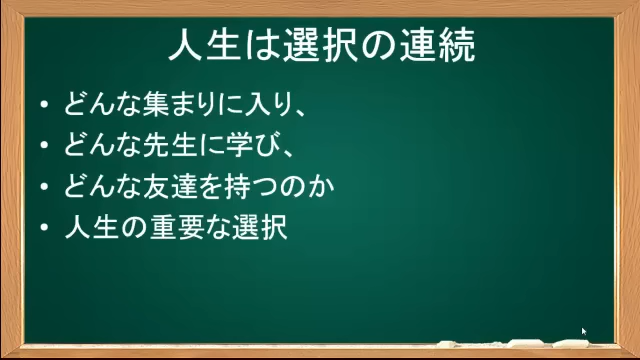 人生は選択の連続
• どんな集まりに入り、
• どんな先生に学び、
• どんな友達を持つのか
• 人生の重要な選択